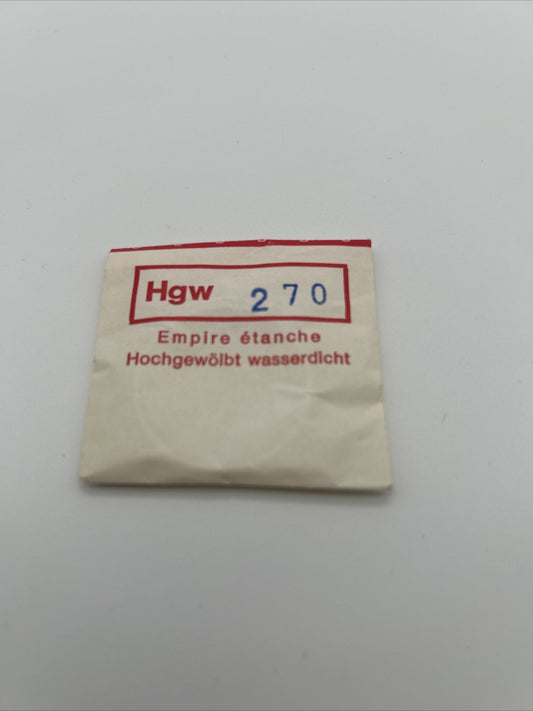 Hgw 270
Empire étanche
Hochgewölbt wasserdicht